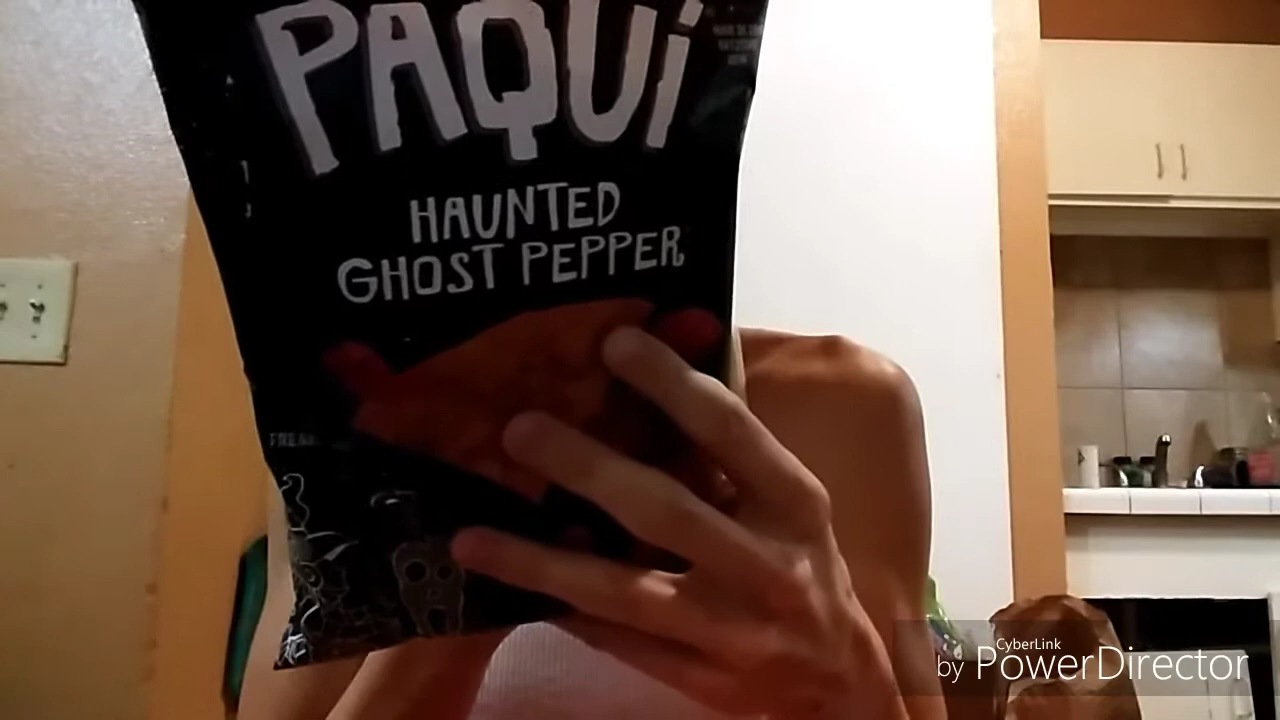 PAQUI
HAUNTED
GHOST PEPPER
CyberLink
by PowerDirector